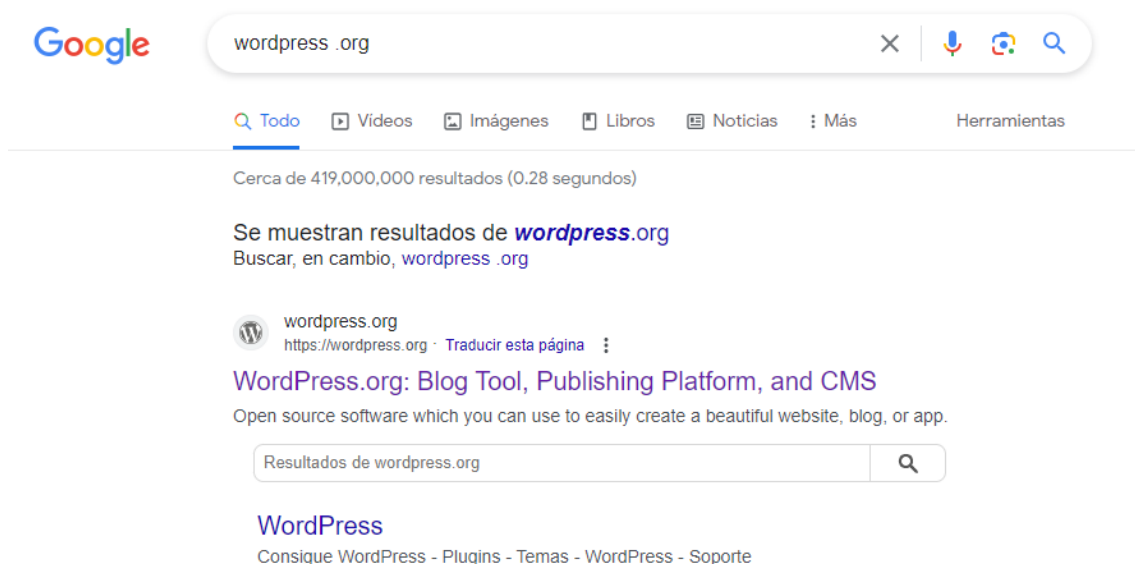 Google
wordpress .org
Todo Vídeos Imágenes Libros Noticias Más Herramientas
Cerca de 419,000,000 resultados (0.28 segundos)
Se muestran resultados de wordpress.org
Buscar, en cambio, wordpress .org
wordpress.org
https://wordpress.org · Traducir esta página
WordPress.org: Blog Tool, Publishing Platform, and CMS
Open source software which you can use to easily create a beautiful website, blog, or app.
Resultados de wordpress.org
WordPress
Consigue WordPress - Plugins - Temas - WordPress - Soporte